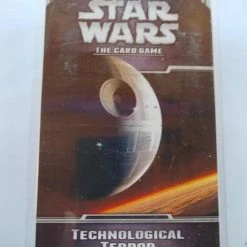 STAR
WARS
THE CARD GAME
TECHNOLOGICAL
TERROR